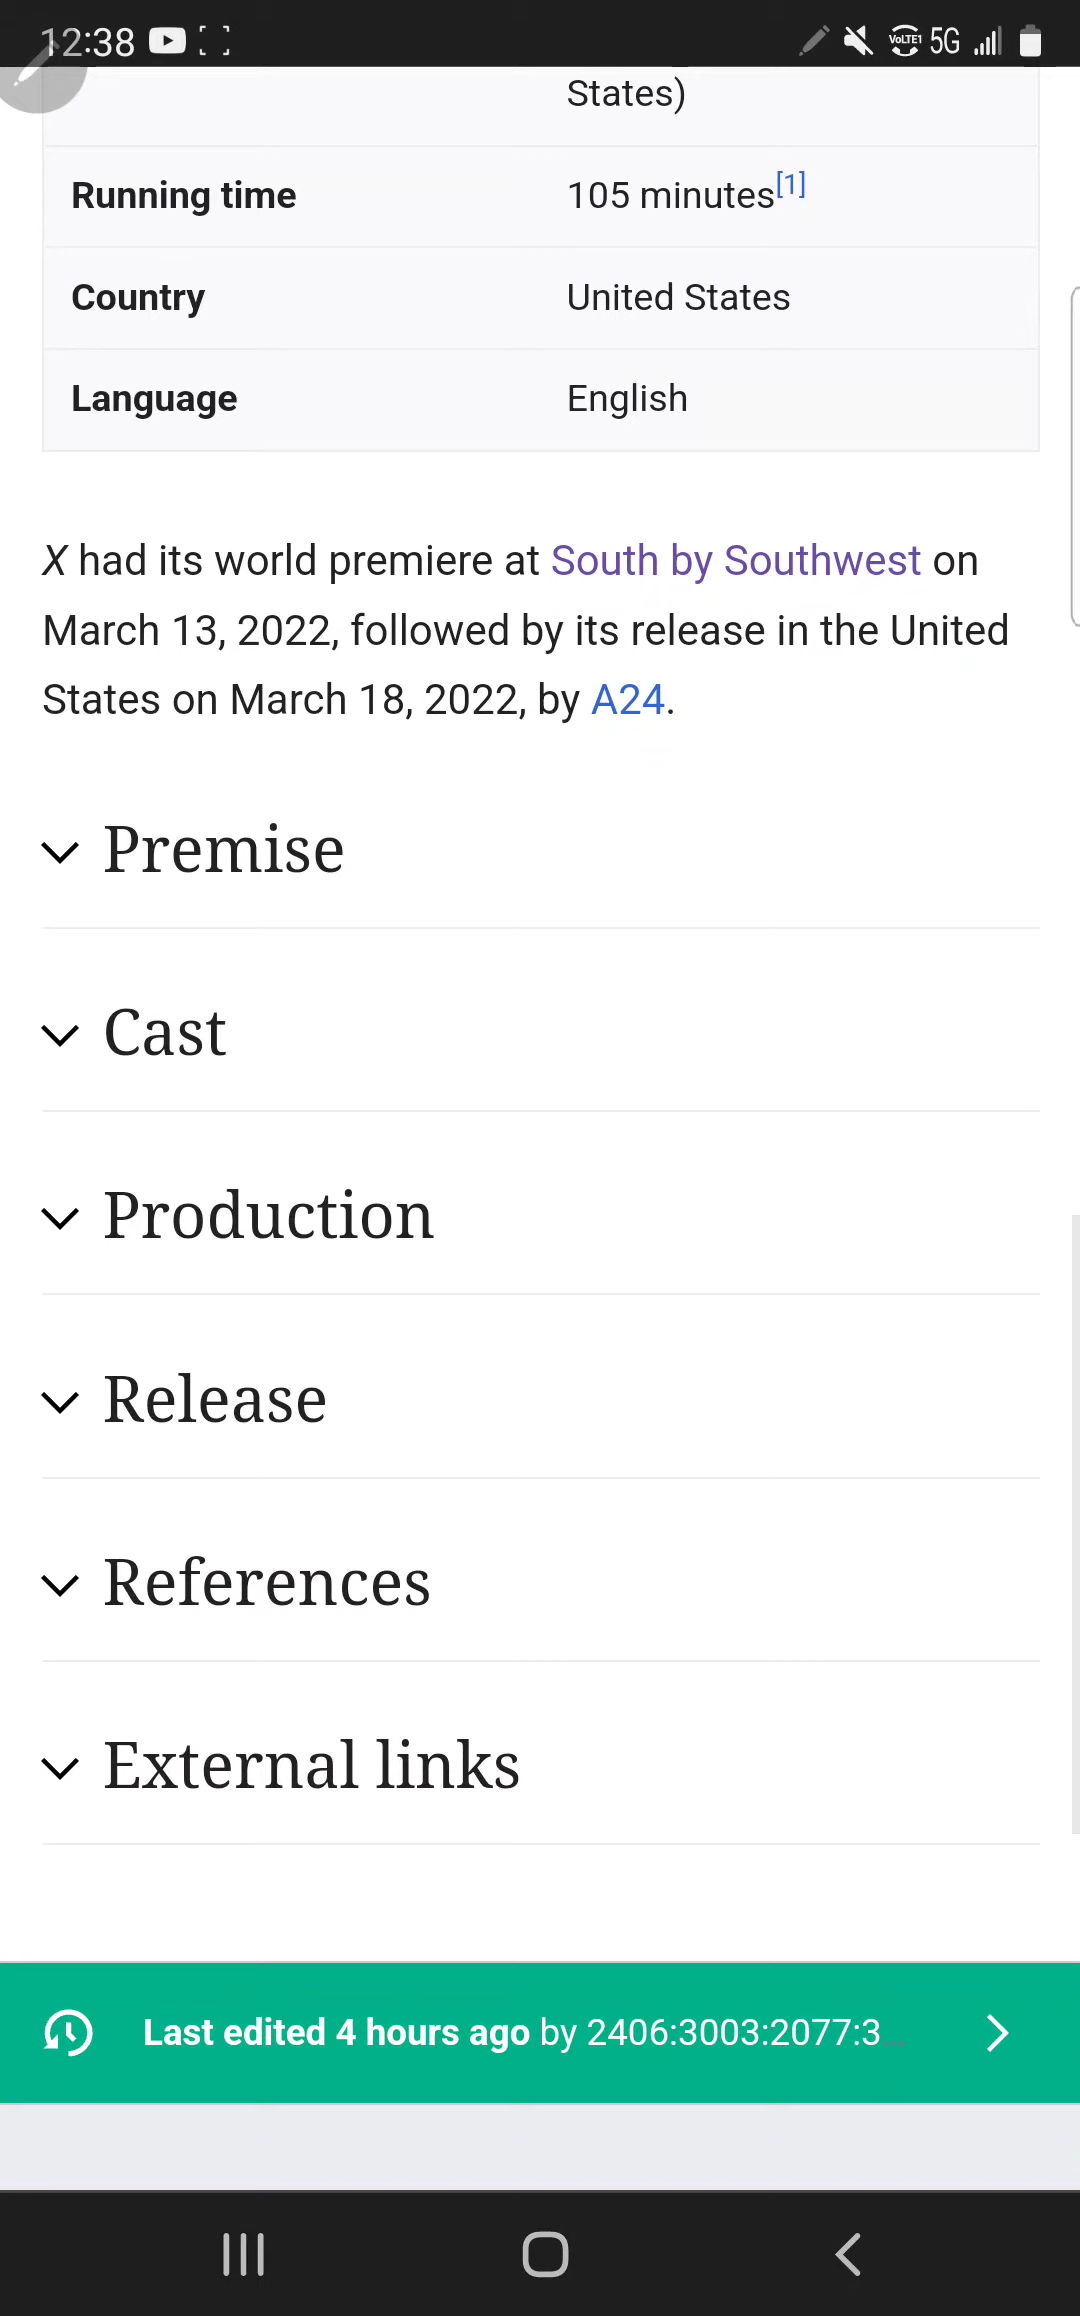 12:38 VoLTE1 5G
States)
Running time 105 minutes[1]
Country United States
Language English
X had its world premiere at South by Southwest on
March 13, 2022, followed by its release in the United
States on March 18, 2022, by A24.
Premise
Cast
Production
Release
References
External links
Last edited 4 hours ago by 2406:3003:2077:3...